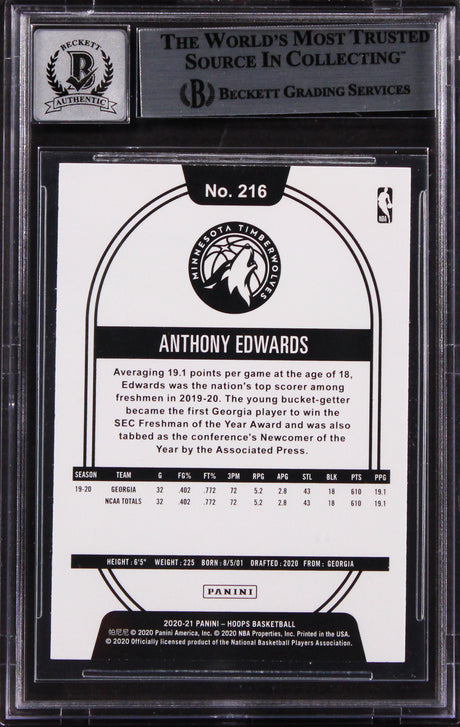 BECKETT
B
AUTHENTIC
THE WORLD'S MOST TRUSTED
SOURCE IN COLLECTING™
B BECKETT GRADING SERVICES
No. 216
NBA
MINNESOTA TIMBERWOLVES
ANTHONY EDWARDS
Averaging 19.1 points per game at the age of 18,
Edwards was the nation's top scorer among
freshmen in 2019-20. The young bucket-getter
became the first Georgia player to win the
SEC Freshman of the Year Award and was also
tabbed as the conference's Newcomer of the
Year by the Associated Press.
SEASON TEAM G FG% FT% 3PM RPG APG STL BLK PTS PPG
19-20 GEORGIA 32 .402 .772 72 5.2 2.8 43 18 610 19.1
NCAA TOTALS 32 .402 .772 72 5.2 2.8 43 18 610 19.1
HEIGHT: 6'5" WEIGHT: 225 BORN: 8/5/01 DRAFTED: 2020 FROM: GEORGIA
PANINI
2020-21 PANINI – HOOPS BASKETBALL
帕尼尼 © 2020 Panini America, Inc. © 2020 NBA Properties, Inc. Printed in the USA.
© 2020 Officially licensed product of the National Basketball Players Association.